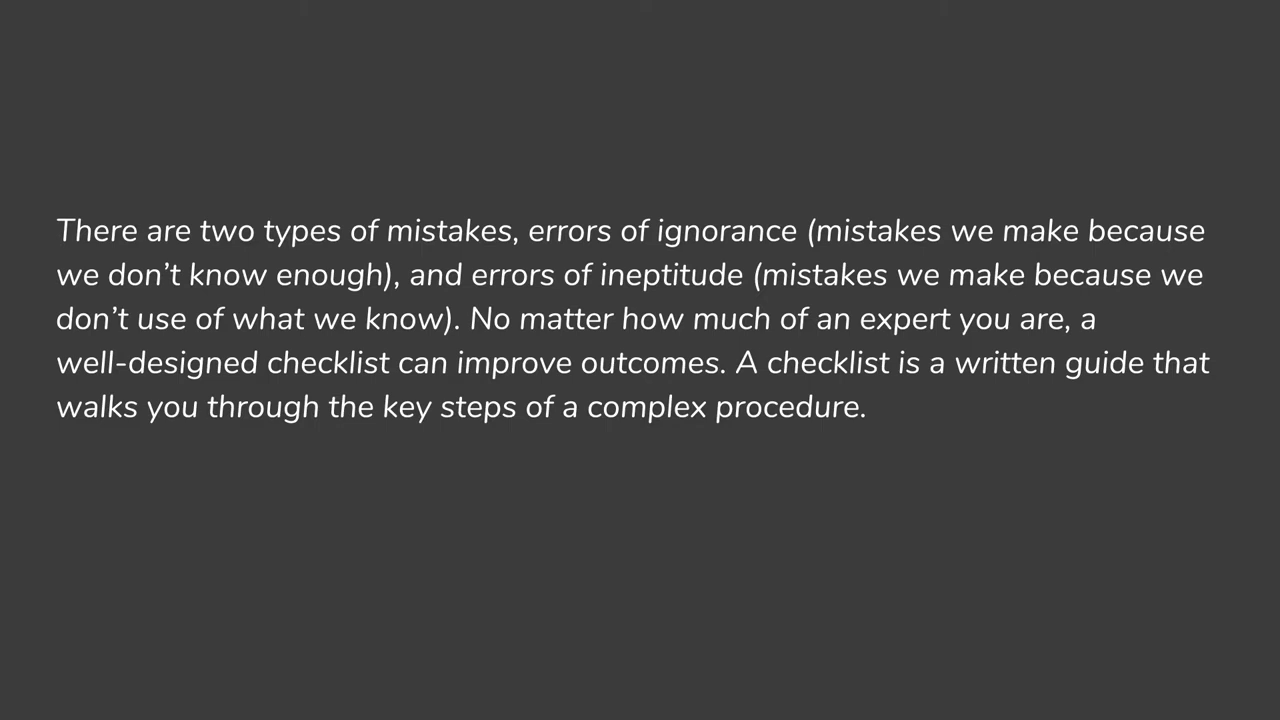 There are two types of mistakes, errors of ignorance (mistakes we make because
we don’t know enough), and errors of ineptitude (mistakes we make because we
don’t use of what we know). No matter how much of an expert you are, a
well-designed checklist can improve outcomes. A checklist is a written guide that
walks you through the key steps of a complex procedure.